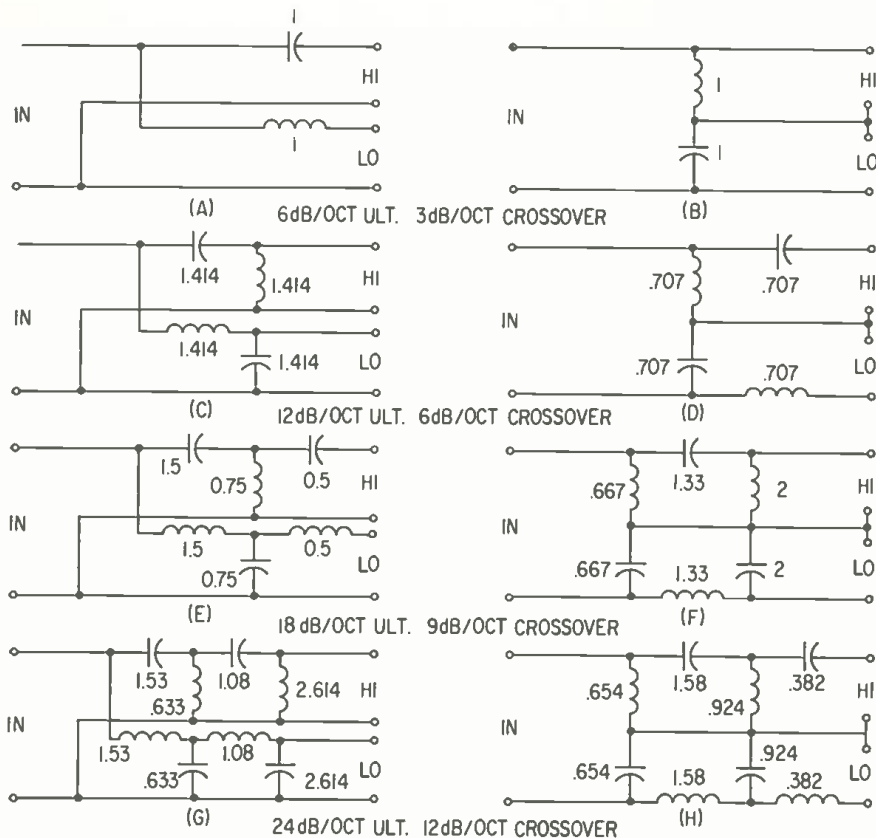 1
HI
IN
1
LO
(A)
HI
1
IN
1
LO
(B)
6dB/OCT ULT. 3dB/OCT CROSSOVER
1.414
HI
1.414
IN
1.414
1.414
LO
(C)
.707
.707
HI
IN
.707
.707
LO
(D)
12dB/OCT ULT. 6dB/OCT CROSSOVER
1.5
0.5
HI
0.75
IN
1.5
0.5
0.75
LO
(E)
1.33
HI
.667
2
IN
.667
1.33
2
LO
(F)
18dB/OCT ULT. 9dB/OCT CROSSOVER
1.53
1.08
HI
.633
2.614
IN
1.53
1.08
LO
.633
2.614
(G)
1.58
.382
HI
.654
.924
IN
.924
LO
.654
1.58
.382
(H)
24dB/OCT ULT. 12dB/OCT CROSSOVER